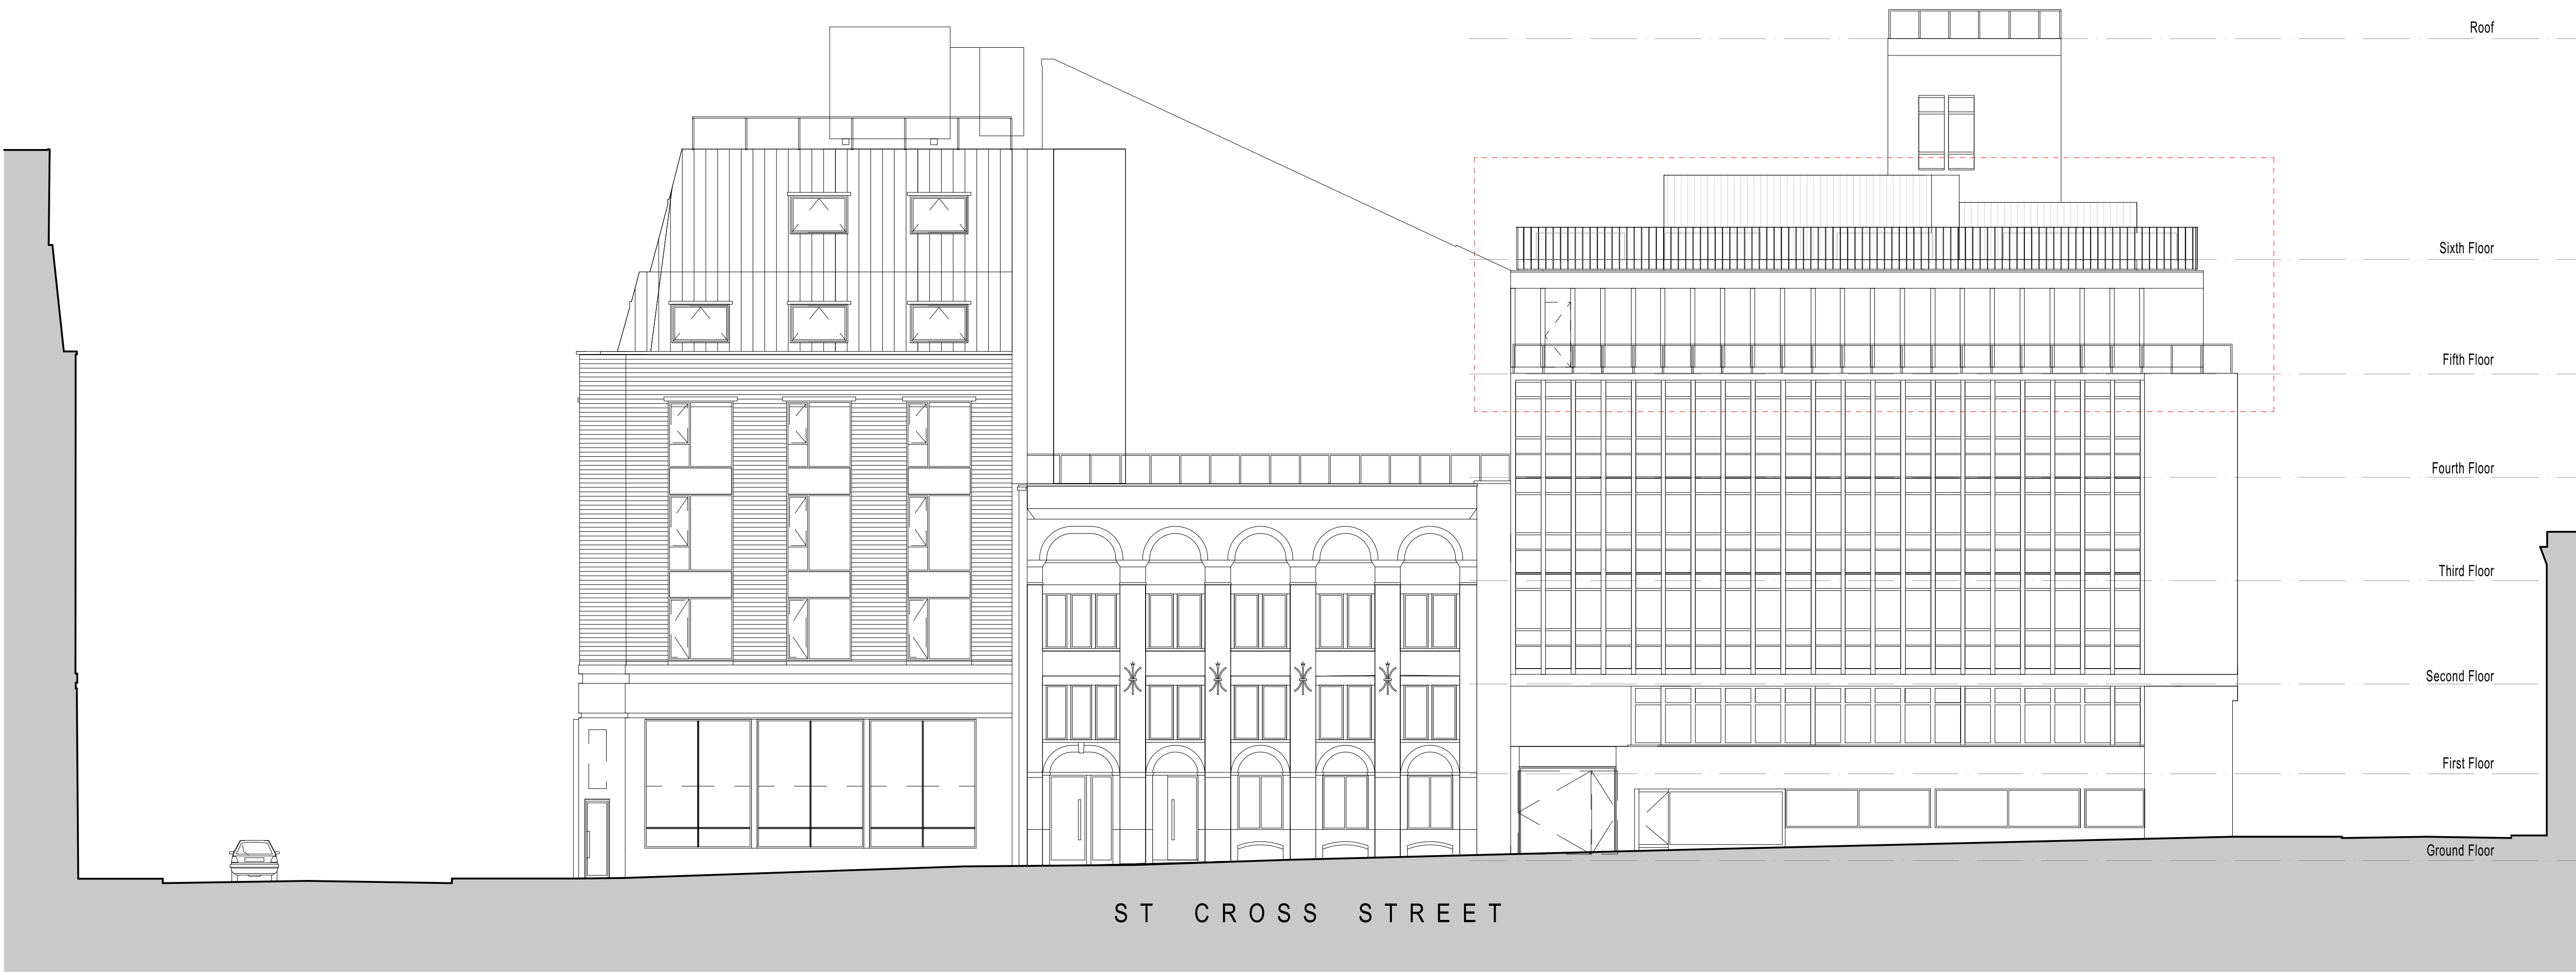 Roof
Sixth Floor
Fifth Floor
Fourth Floor
Third Floor
Second Floor
First Floor
Ground Floor
ST CROSS STREET